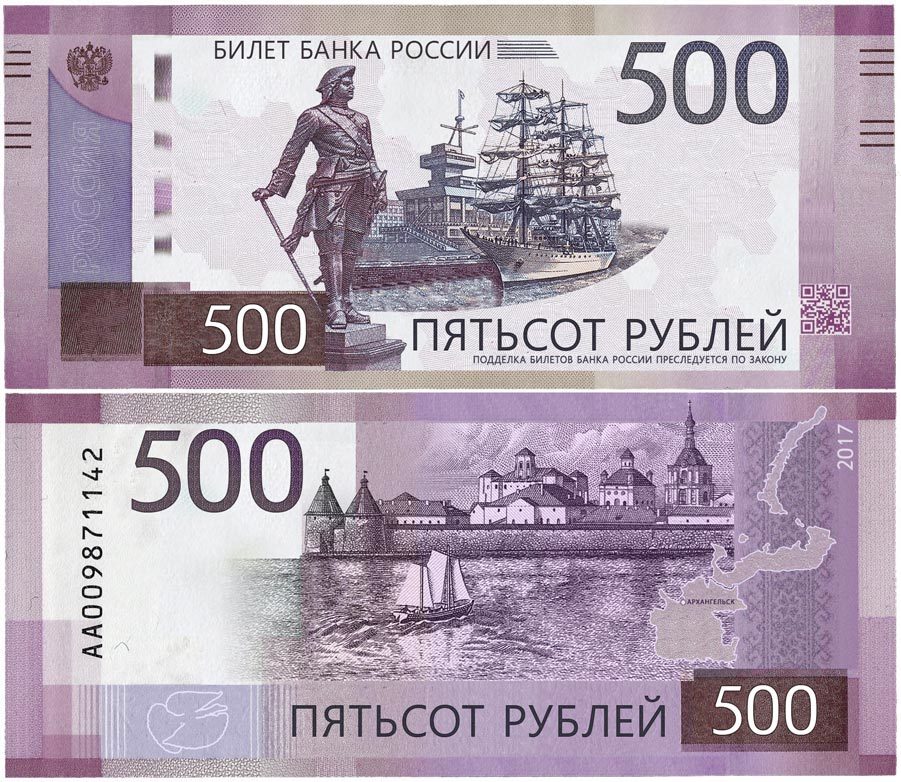 БИЛЕТ БАНКА РОССИИ
500
РОССИЯ
500
ПЯТЬСОТ РУБЛЕЙ
ПОДДЕЛКА БИЛЕТОВ БАНКА РОССИИ ПРЕСЛЕДУЕТСЯ ПО ЗАКОНУ
500
2017
АА009871142
АРХАНГЕЛЬСК
ПЯТЬСОТ РУБЛЕЙ
500